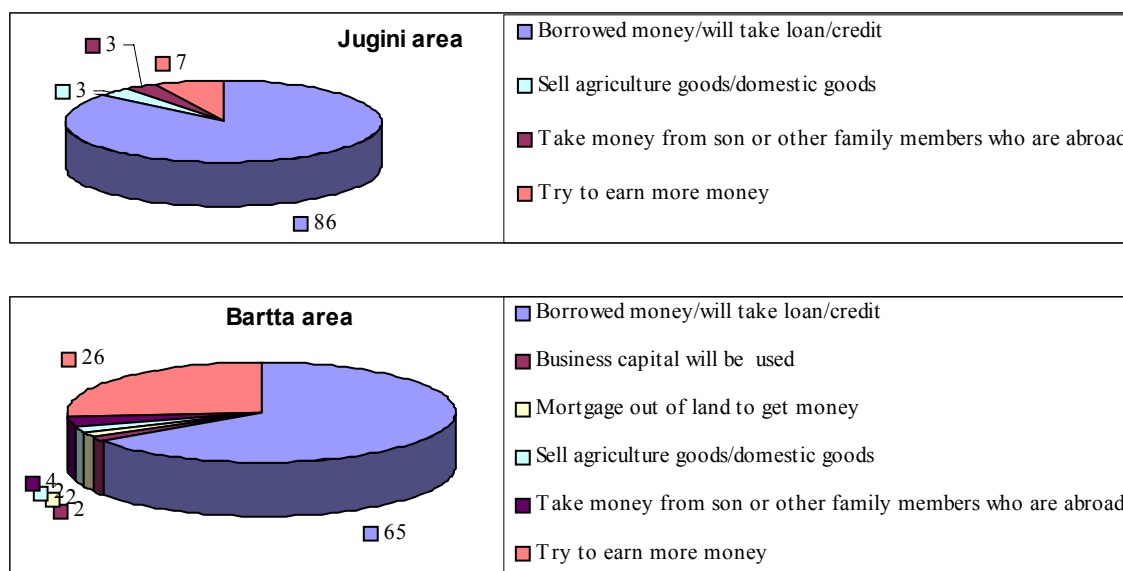 Jugini area
3
7
3
86
Borrowed money/will take loan/credit
Sell agriculture goods/domestic goods
Take money from son or other family members who are abroad
Try to earn more money
Bartta area
26
4
2
2
2
65
Borrowed money/will take loan/credit
Business capital will be used
Mortgage out of land to get money
Sell agriculture goods/domestic goods
Take money from son or other family members who are abroad
Try to earn more money